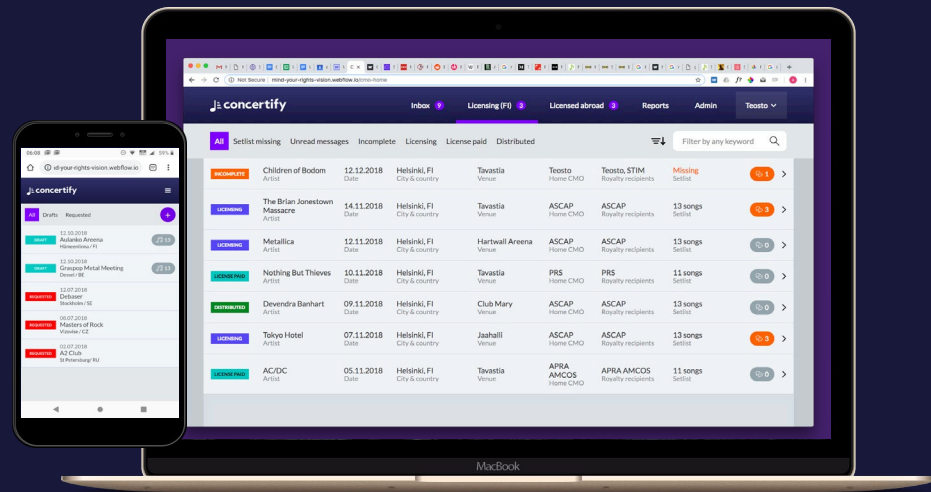 Not Secure | mind-your-rights-vision.webflow.io/cmo-home
concertify
Inbox 9
Licensing (FI) 3
Licensed abroad 3
Reports
Admin
Teosto
All Setlist missing Unread messages Incomplete Licensing License paid Distributed
Filter by any keyword
INCOMPLETE Children of Bodom 12.12.2018 Helsinki, FI Tavastia Teosto Teosto, STIM Missing 1
Artist Date City & country Venue Home CMO Royalty recipients Setlist
LICENSING The Brian Jonestown Massacre 14.11.2018 Helsinki, FI Tavastia ASCAP ASCAP 13 songs 3
Artist Date City & country Venue Home CMO Royalty recipients Setlist
LICENSING Metallica 12.11.2018 Helsinki, FI Hartwall Areena ASCAP ASCAP 13 songs 0
Artist Date City & country Venue Home CMO Royalty recipients Setlist
LICENSE PAID Nothing But Thieves 10.11.2018 Helsinki, FI Tavastia PRS PRS 11 songs 0
Artist Date City & country Venue Home CMO Royalty recipients Setlist
DISTRIBUTED Devendra Banhart 09.11.2018 Helsinki, FI Club Mary ASCAP ASCAP 13 songs 0
Artist Date City & country Venue Home CMO Royalty recipients Setlist
LICENSING Tokyo Hotel 07.11.2018 Helsinki, FI Jaahalli ASCAP ASCAP 13 songs 3
Artist Date City & country Venue Home CMO Royalty recipients Setlist
LICENSE PAID AC/DC 05.11.2018 Helsinki, FI Tavastia APRA AMCOS APRA AMCOS 11 songs 0
Artist Date City & country Venue Home CMO Royalty recipients Setlist
MacBook
06:08 59%
id-your-rights-vision.webflow.io
concertify
All Drafts Requested +
12.10.2018
DRAFT Aulanko Areena 13
Hämeenlinna / FI
12.10.2018
DRAFT Graspop Metal Meeting 13
Dessel / BE
12.07.2018
REQUESTED Debaser
Stockholm / SE
08.07.2018
REQUESTED Masters of Rock
Vizovise / CZ
02.07.2018
REQUESTED A2 Club
St Petersburg/ RU